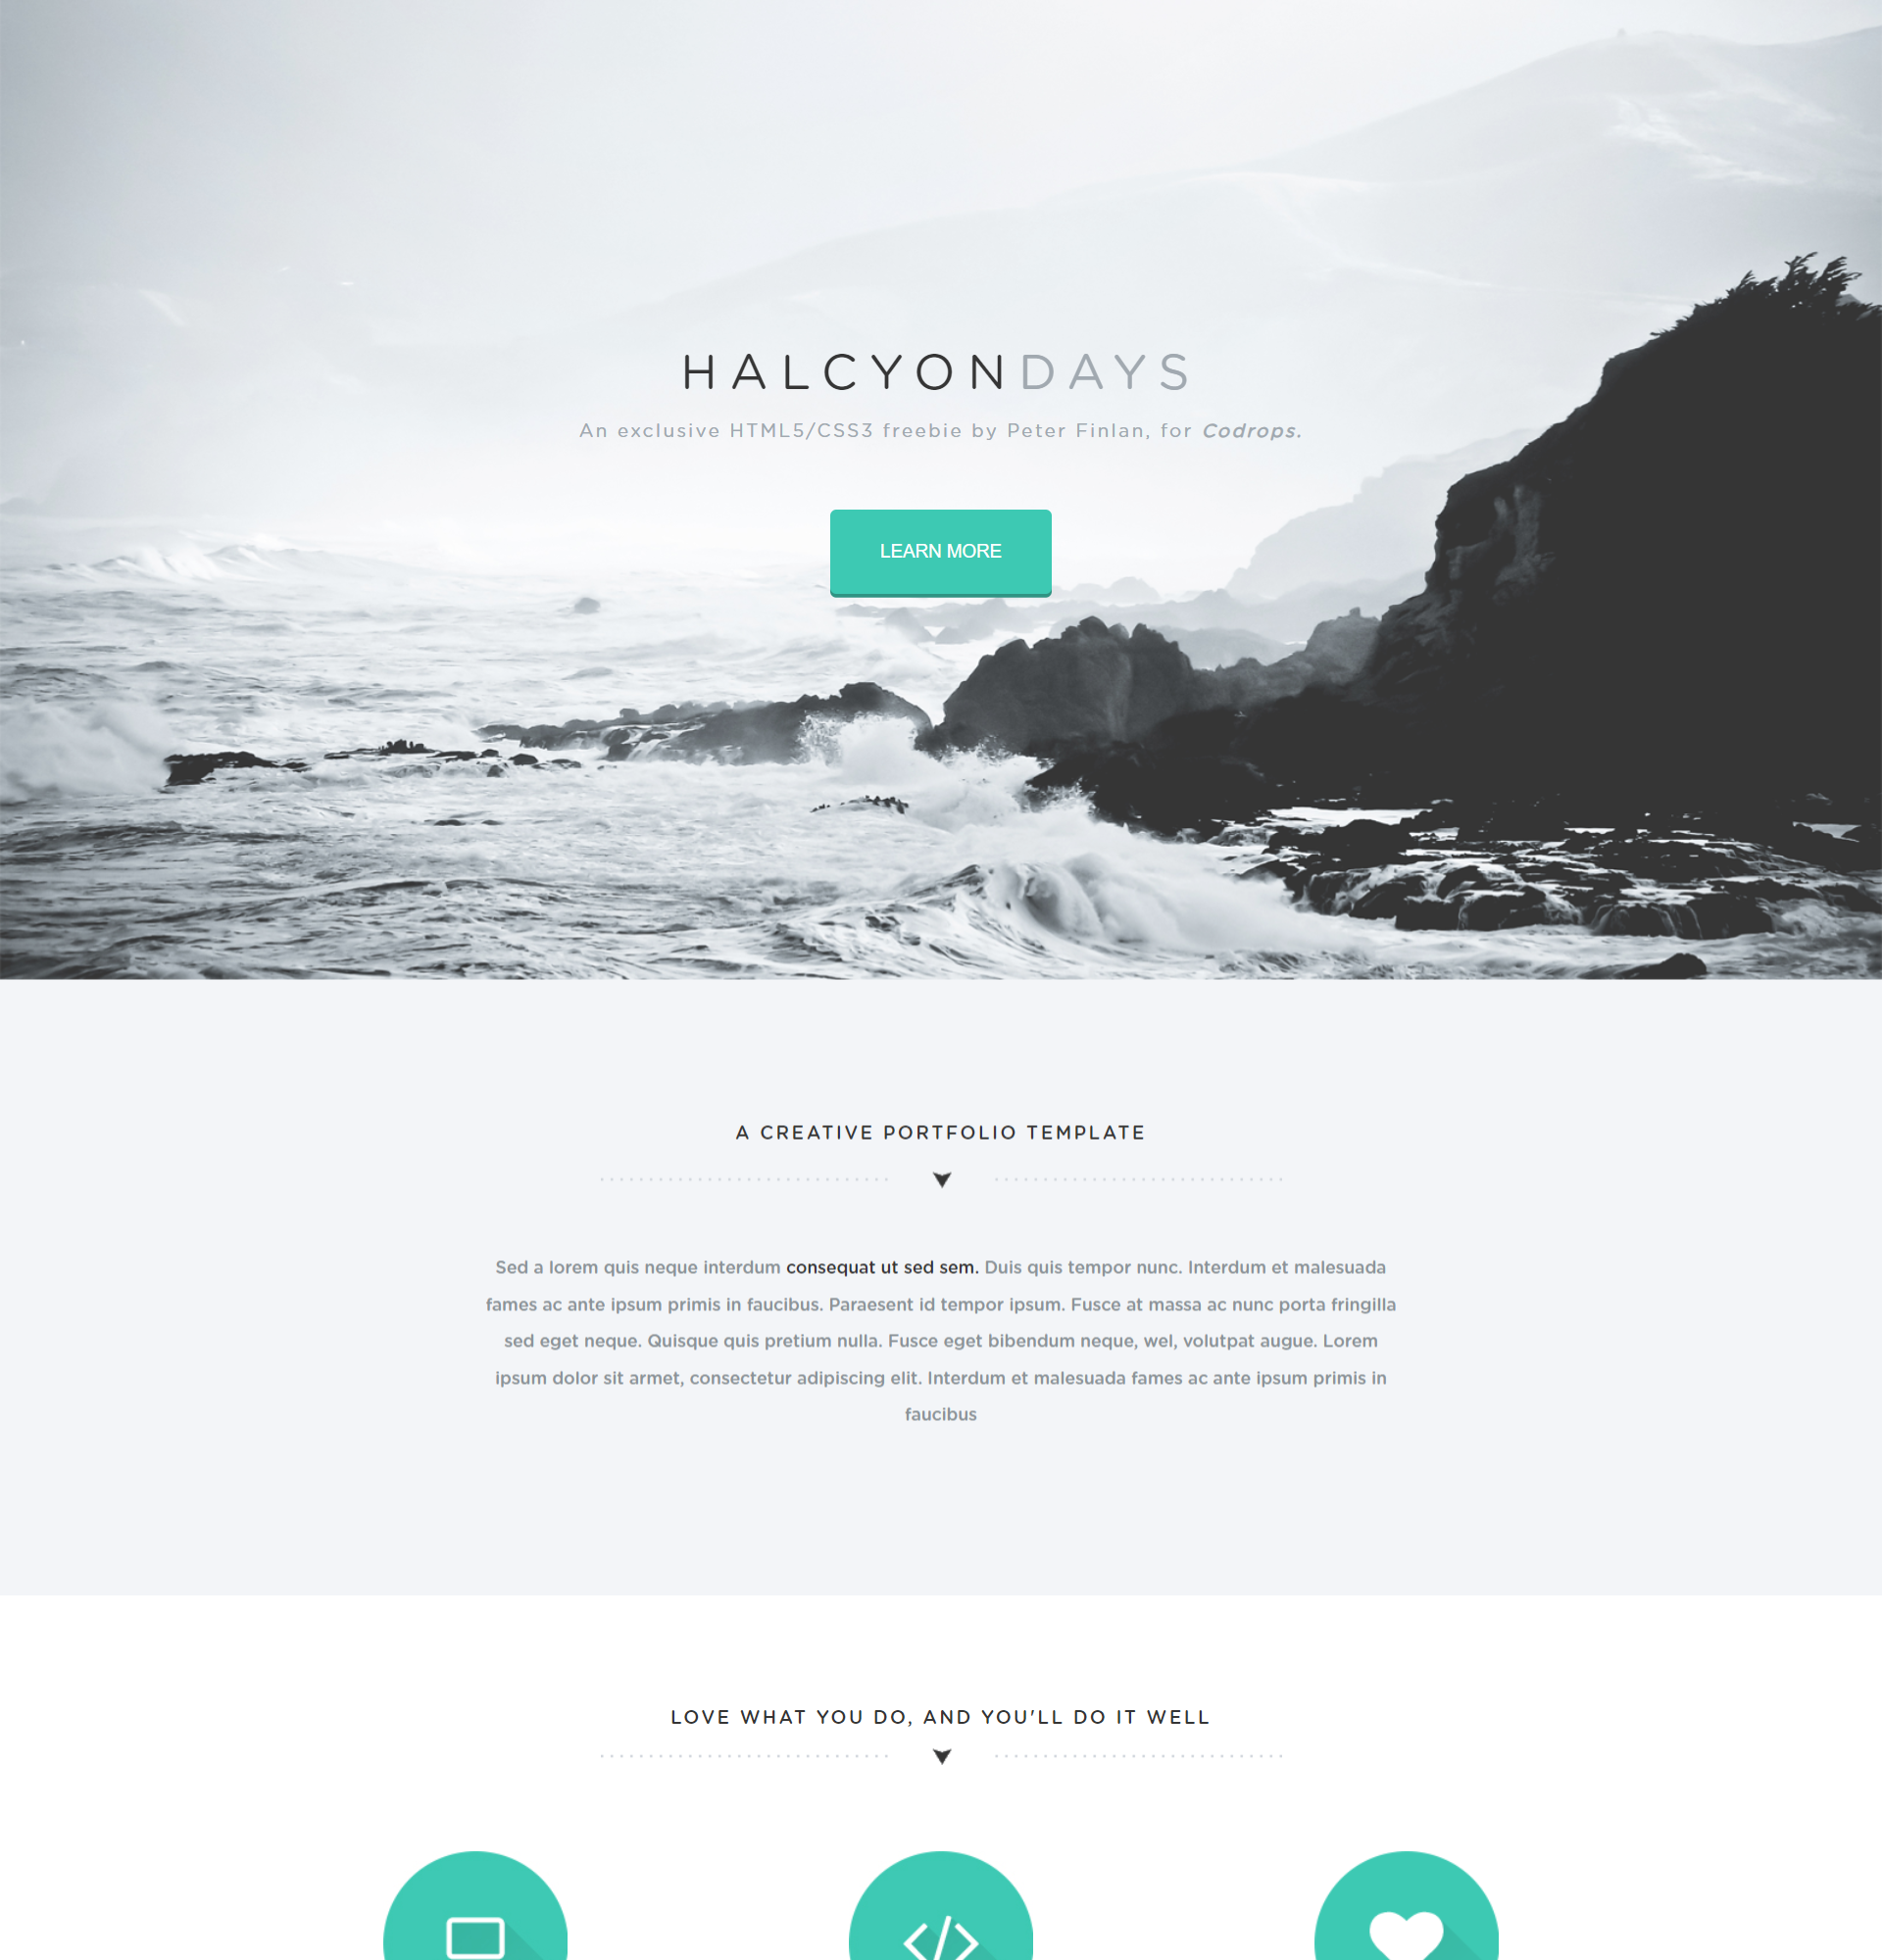 HALCYONDAYS
An exclusive HTML5/CSS3 freebie by Peter Finlan, for Codrops.
LEARN MORE
A CREATIVE PORTFOLIO TEMPLATE
Sed a lorem quis neque interdum consequat ut sed sem. Duis quis tempor nunc. Interdum et malesuada
fames ac ante ipsum primis in faucibus. Paraesent id tempor ipsum. Fusce at massa ac nunc porta fringilla
sed eget neque. Quisque quis pretium nulla. Fusce eget bibendum neque, wel, volutpat augue. Lorem
ipsum dolor sit armet, consectetur adipiscing elit. Interdum et malesuada fames ac ante ipsum primis in
faucibus
LOVE WHAT YOU DO, AND YOU'LL DO IT WELL